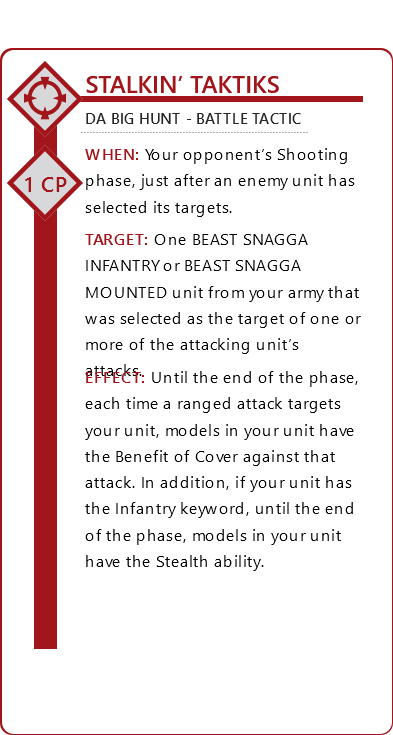 STALKIN’ TAKTIKS
DA BIG HUNT - BATTLE TACTIC
WHEN: Your opponent’s Shooting
phase, just after an enemy unit has
selected its targets.
1 CP
TARGET: One BEAST SNAGGA
INFANTRY or BEAST SNAGGA
MOUNTED unit from your army that
was selected as the target of one or
more of the attacking unit’s
attacks.
EFFECT: Until the end of the phase,
each time a ranged attack targets
your unit, models in your unit have
the Benefit of Cover against that
attack. In addition, if your unit has
the Infantry keyword, until the end
of the phase, models in your unit
have the Stealth ability.